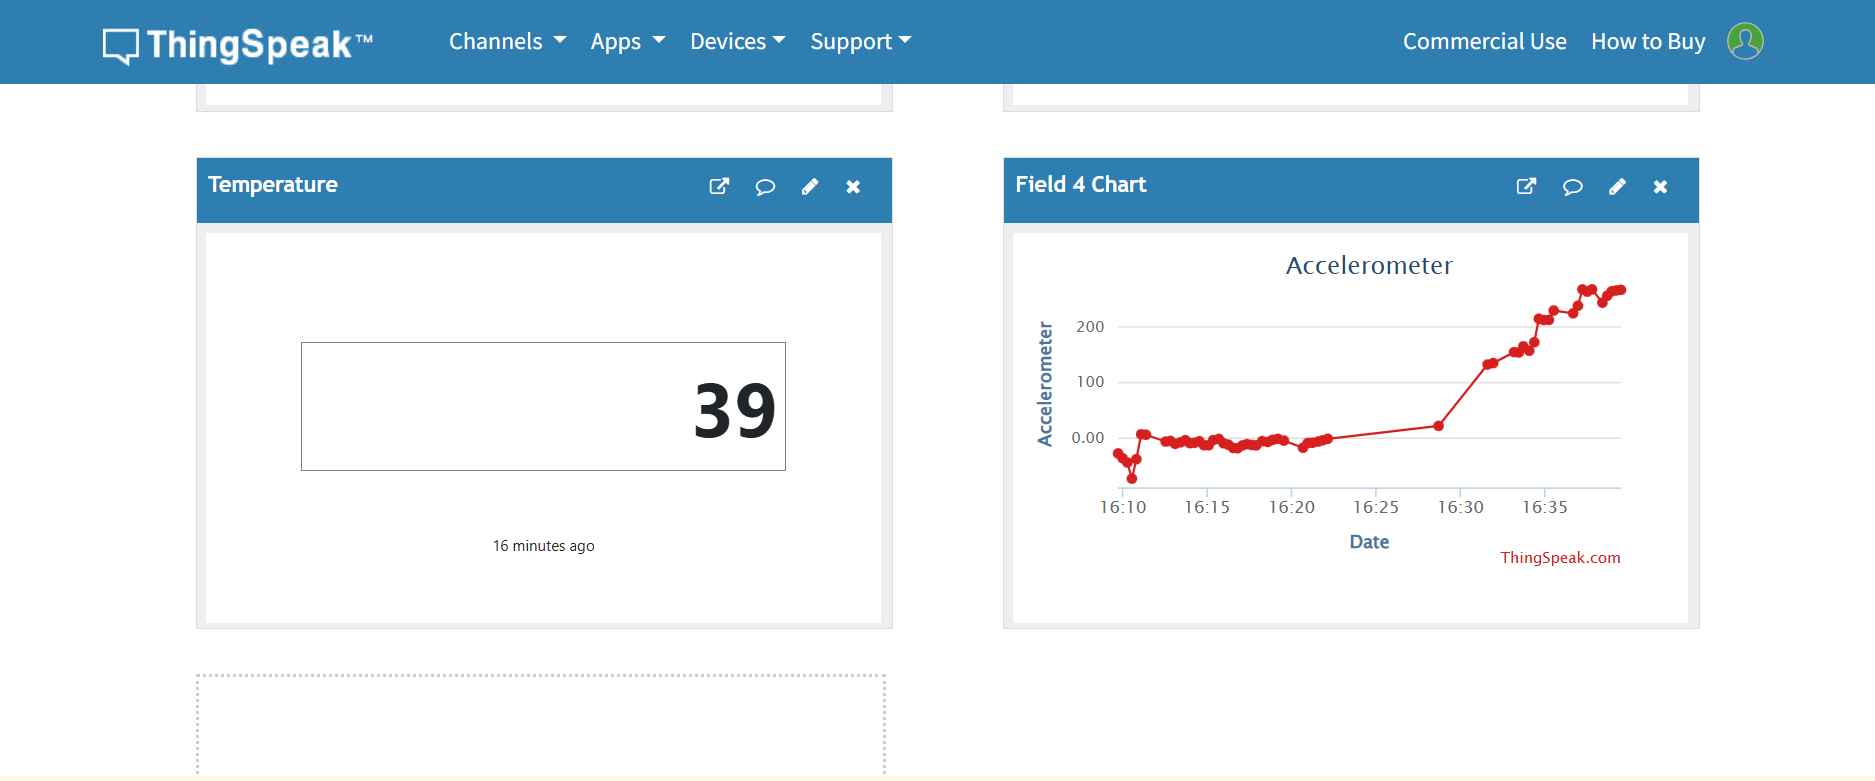 ThingSpeak™ Channels Apps Devices Support Commercial Use How to Buy
Temperature
39
16 minutes ago
Field 4 Chart
Accelerometer
Accelerometer
200
100
0.00
16:10 16:15 16:20 16:25 16:30 16:35
Date
ThingSpeak.com